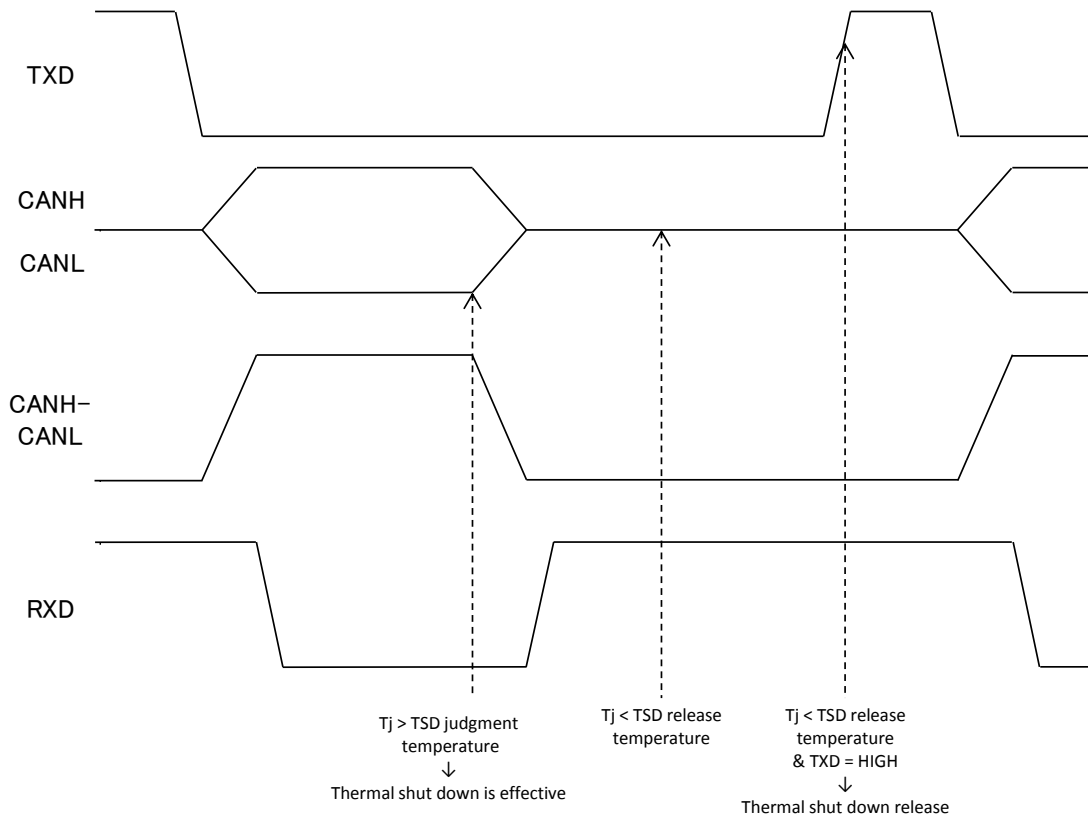 TXD
CANH
CANL
CANH−
CANL
RXD
Tj > TSD judgment
temperature
↓
Thermal shut down is effective
Tj < TSD release
temperature
Tj < TSD release
temperature
& TXD = HIGH
↓
Thermal shut down release